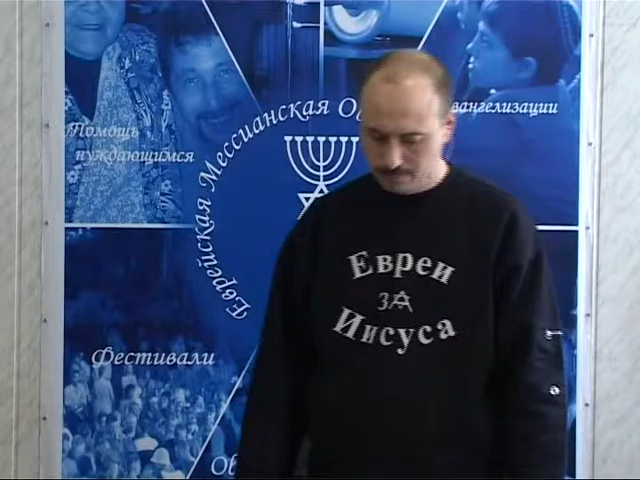 Помощь
нуждающимся
Еврейская Мессианская
вангелизации
Евреи
за
Иисуса
Фестивали